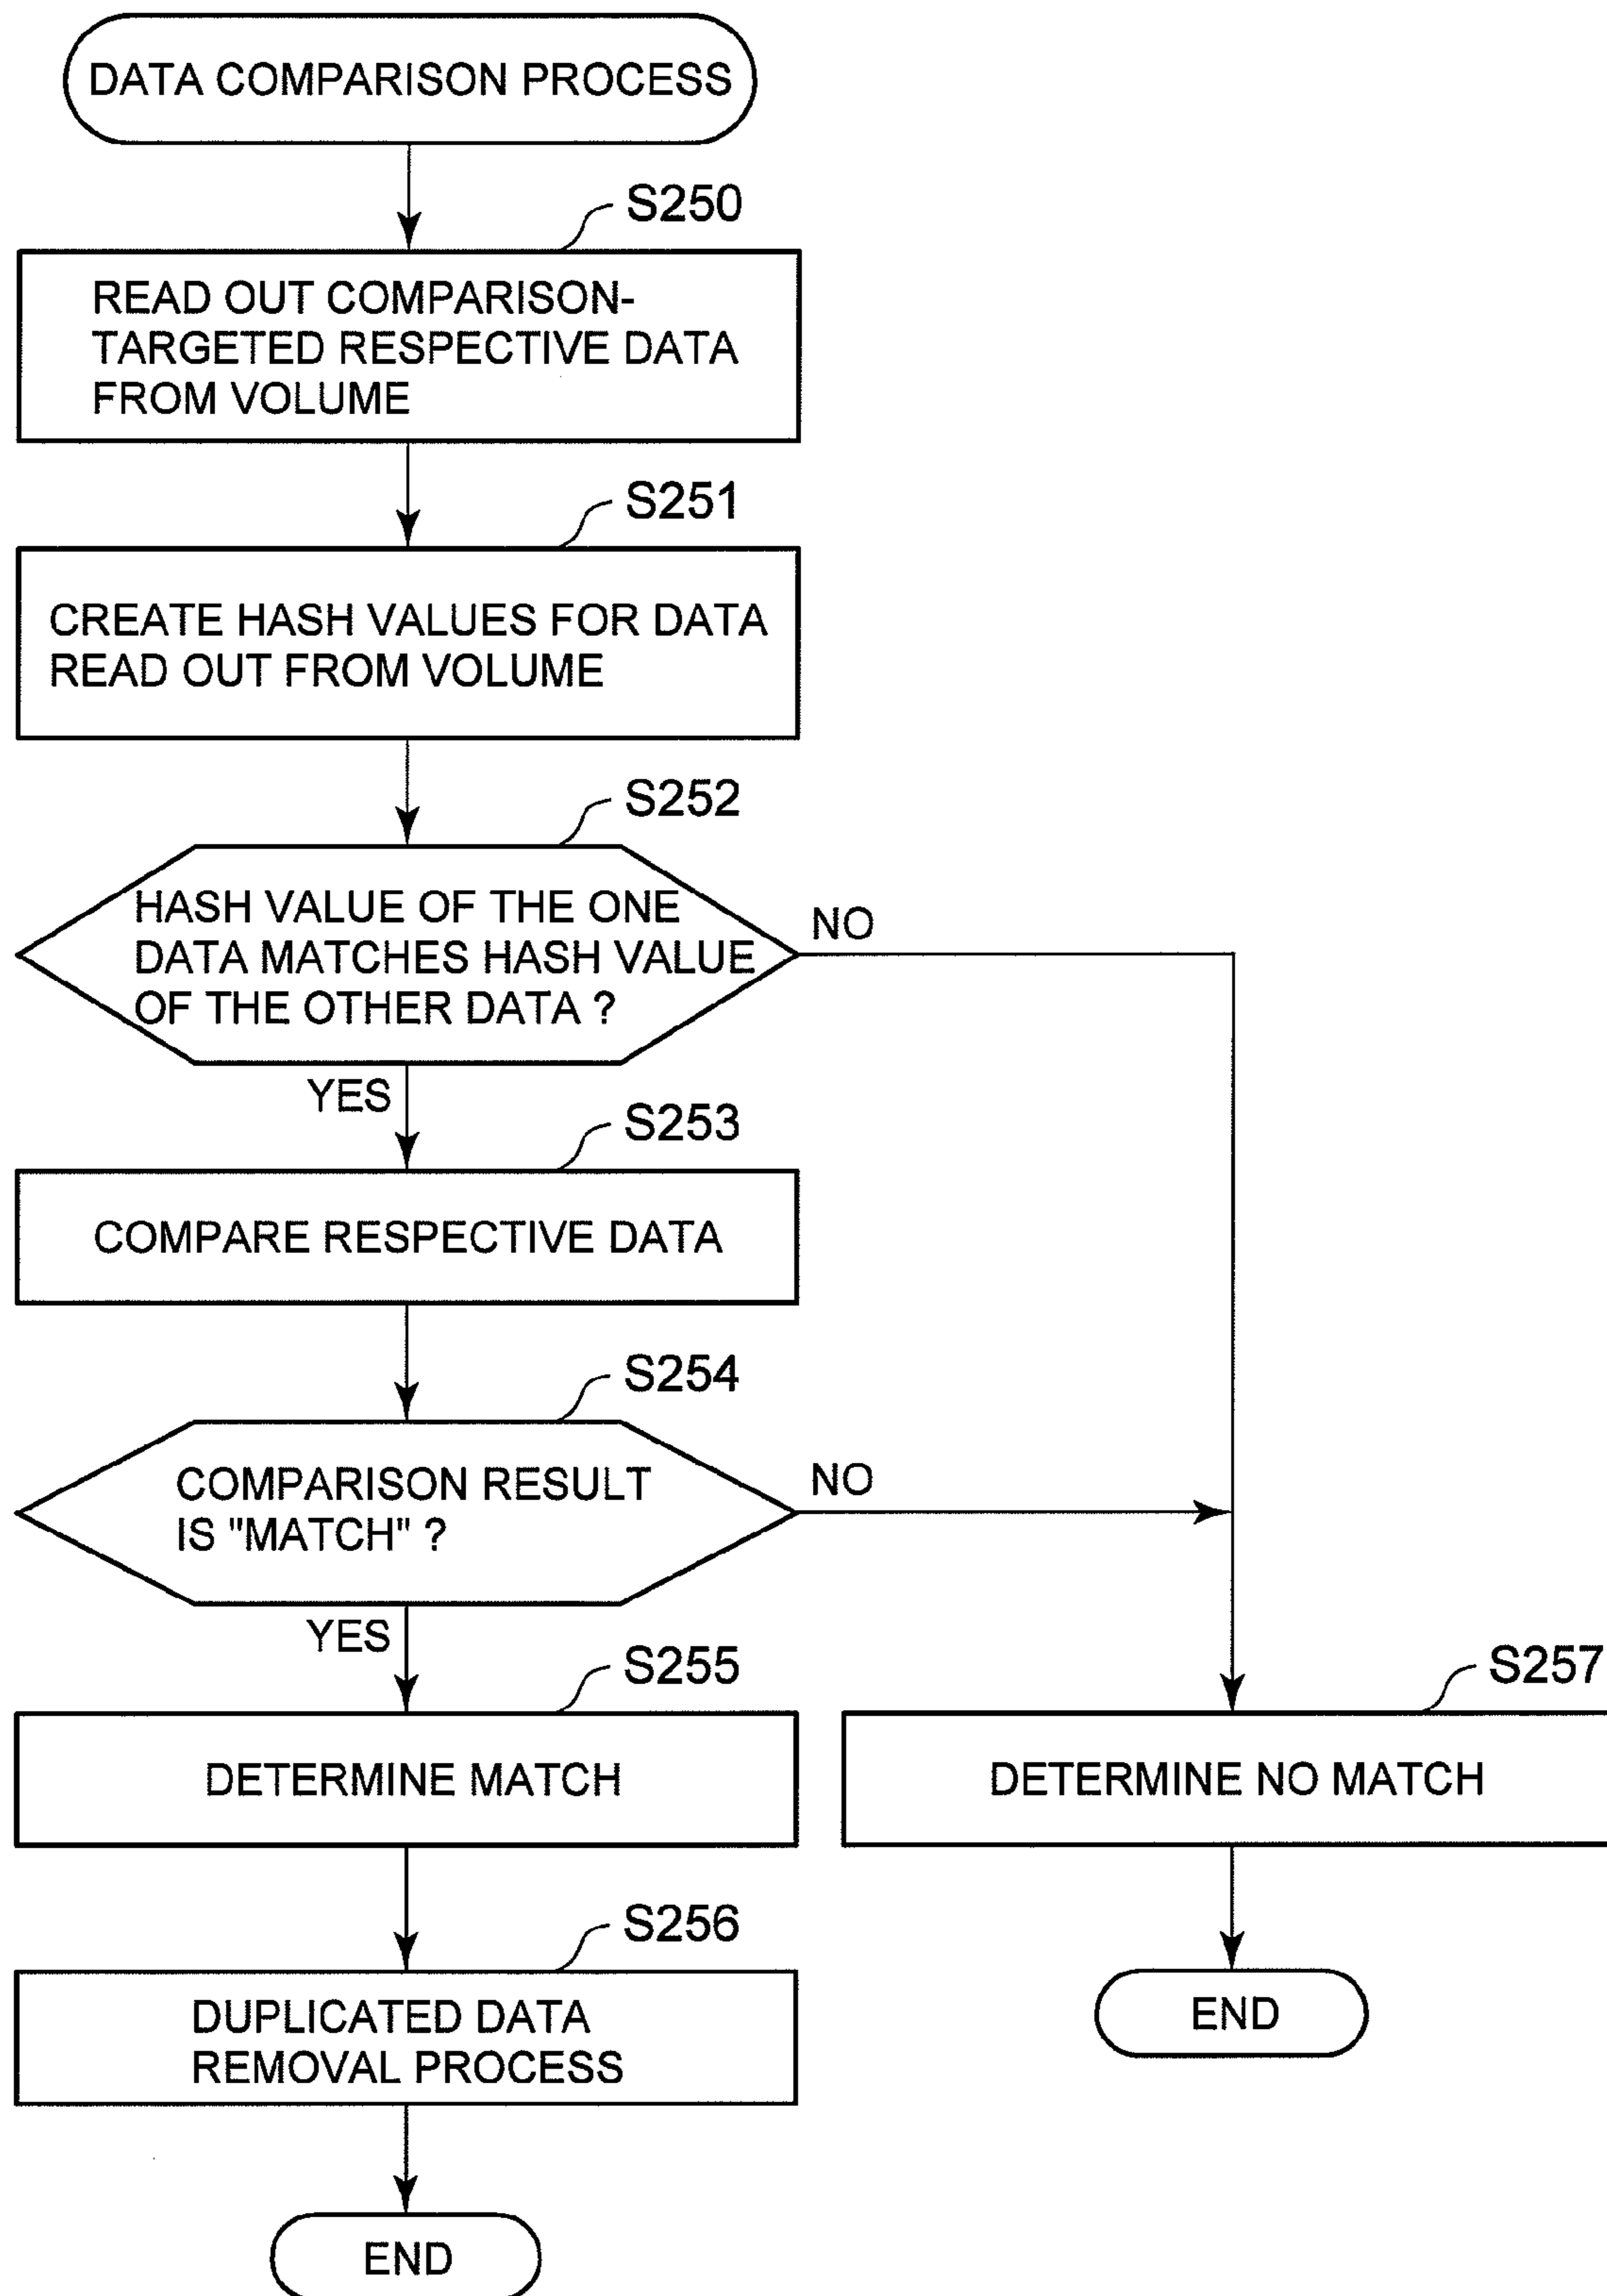 DATA COMPARISON PROCESS
S250
READ OUT COMPARISON-
TARGETED RESPECTIVE DATA
FROM VOLUME
S251
CREATE HASH VALUES FOR DATA
READ OUT FROM VOLUME
S252
HASH VALUE OF THE ONE
DATA MATCHES HASH VALUE
OF THE OTHER DATA ?
NO
YES
S253
COMPARE RESPECTIVE DATA
S254
COMPARISON RESULT
IS "MATCH" ?
NO
YES
S255
DETERMINE MATCH
S257
DETERMINE NO MATCH
S256
DUPLICATED DATA
REMOVAL PROCESS
END
END